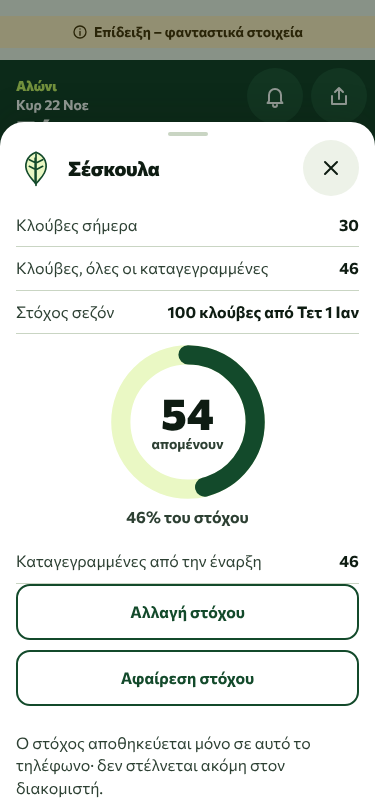 Επίδειξη – φανταστικά στοιχεία
Αλώνι
Κυρ 22 Νοε
Σέσκουλα
Κλούβες σήμερα 30
Κλούβες, όλες οι καταγεγραμμένες 46
Στόχος σεζόν 100 κλούβες από Τετ 1 Ιαν
54
απομένουν
46% του στόχου
Καταγεγραμμένες από την έναρξη 46
Αλλαγή στόχου
Αφαίρεση στόχου
Ο στόχος αποθηκεύεται μόνο σε αυτό το
τηλέφωνο· δεν στέλνεται ακόμη στον
διακομιστή.